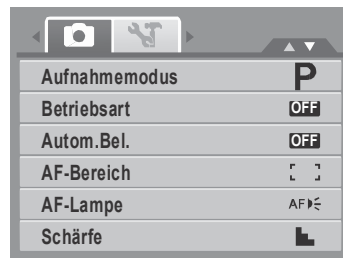 Aufnahmemodus P
Betriebsart OFF
Autom.Bel. OFF
AF-Bereich
AF-Lampe AF
Schärfe